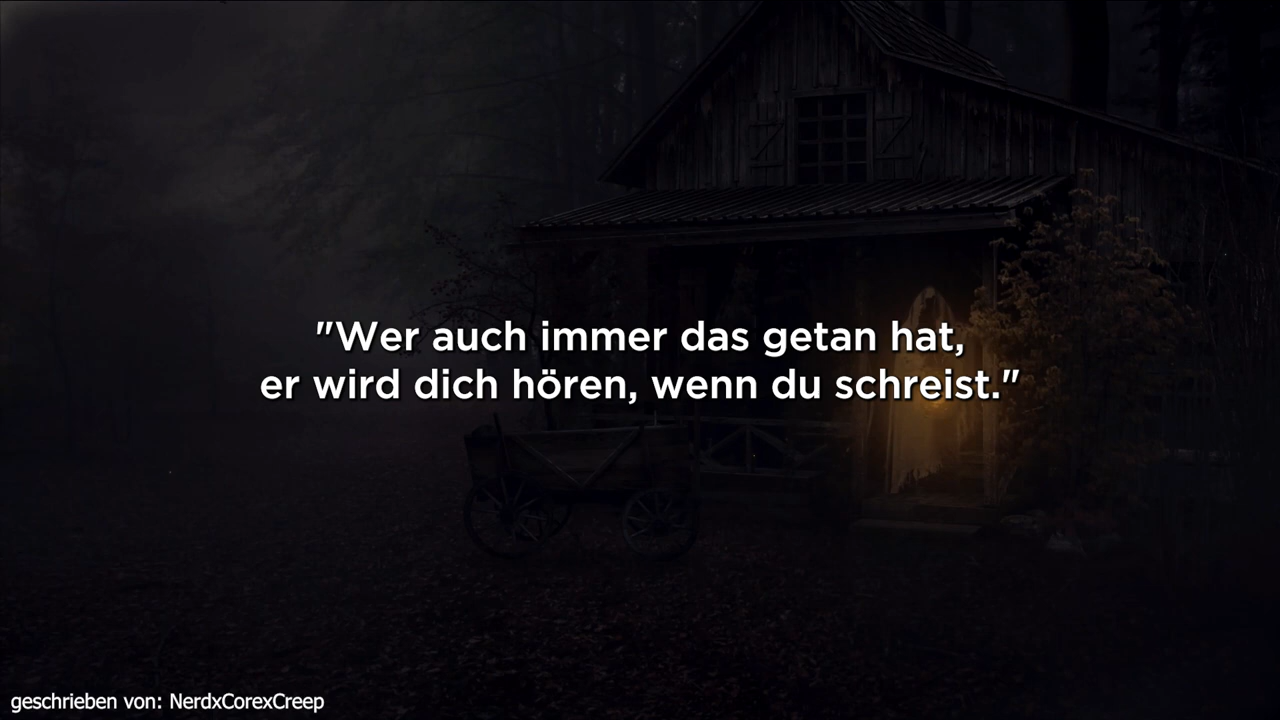 "Wer auch immer das getan hat,
er wird dich hören, wenn du schreist."
geschrieben von: NerdxCorexCreep